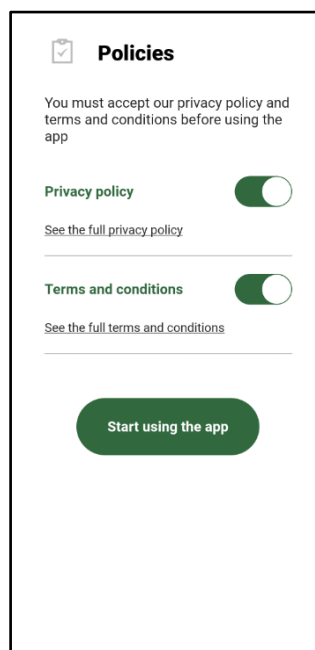 Policies
You must accept our privacy policy and
terms and conditions before using the
app
Privacy policy
See the full privacy policy
Terms and conditions
See the full terms and conditions
Start using the app